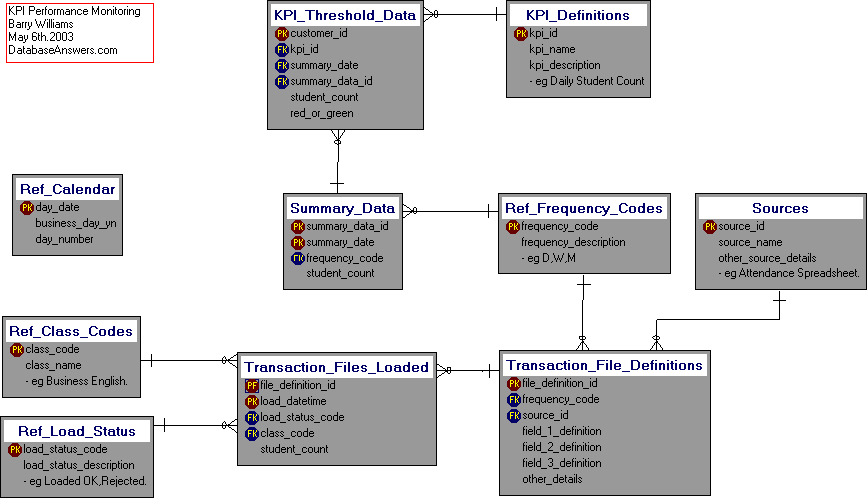 KPI Performance Monitoring
Barry Williams
May 6th.2003
DatabaseAnswers.com
KPI_Threshold_Data
PK customer_id
FK kpi_id
FK summary_date
FK summary_data_id
student_count
red_or_green
KPI_Definitions
PK kpi_id
kpi_name
kpi_description
- eg Daily Student Count
Ref_Calendar
PK day_date
business_day_yn
day_number
Summary_Data
PK summary_data_id
PK summary_date
FK frequency_code
student_count
Ref_Frequency_Codes
PK frequency_code
frequency_description
- eg D,W,M
Sources
PK source_id
source_name
other_source_details
- eg Attendance Spreadsheet.
Ref_Class_Codes
PK class_code
class_name
- eg Business English.
Transaction_Files_Loaded
PF file_definition_id
PK load_datetime
FK load_status_code
FK class_code
student_count
Transaction_File_Definitions
PK file_definition_id
FK frequency_code
FK source_id
field_1_definition
field_2_definition
field_3_definition
other_details
Ref_Load_Status
PK load_status_code
load_status_description
- eg Loaded OK,Rejected.